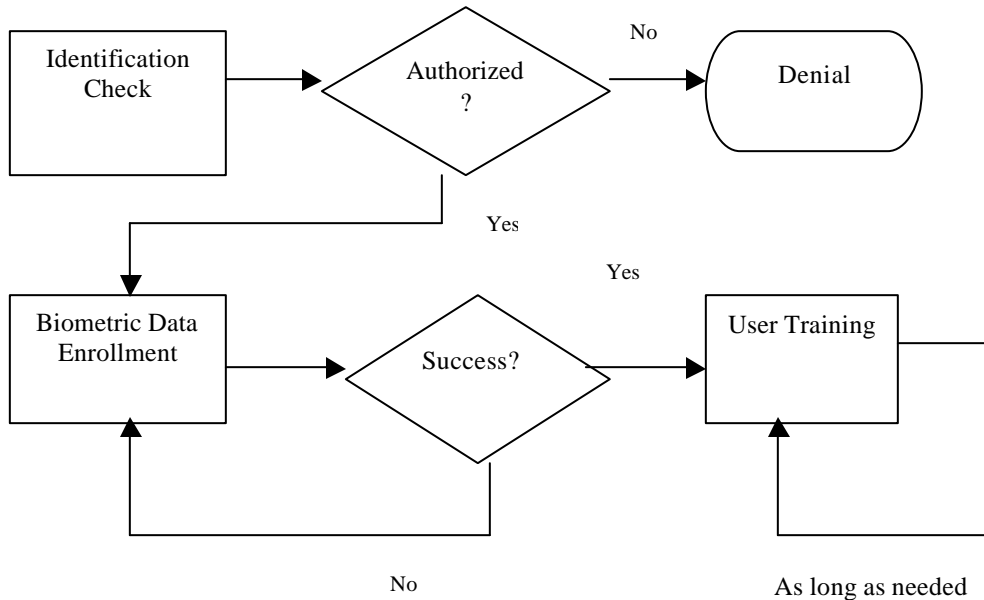 Identification
Check
Authorized
?
No
Denial
Yes
Biometric Data
Enrollment
Success?
Yes
User Training
No
As long as needed